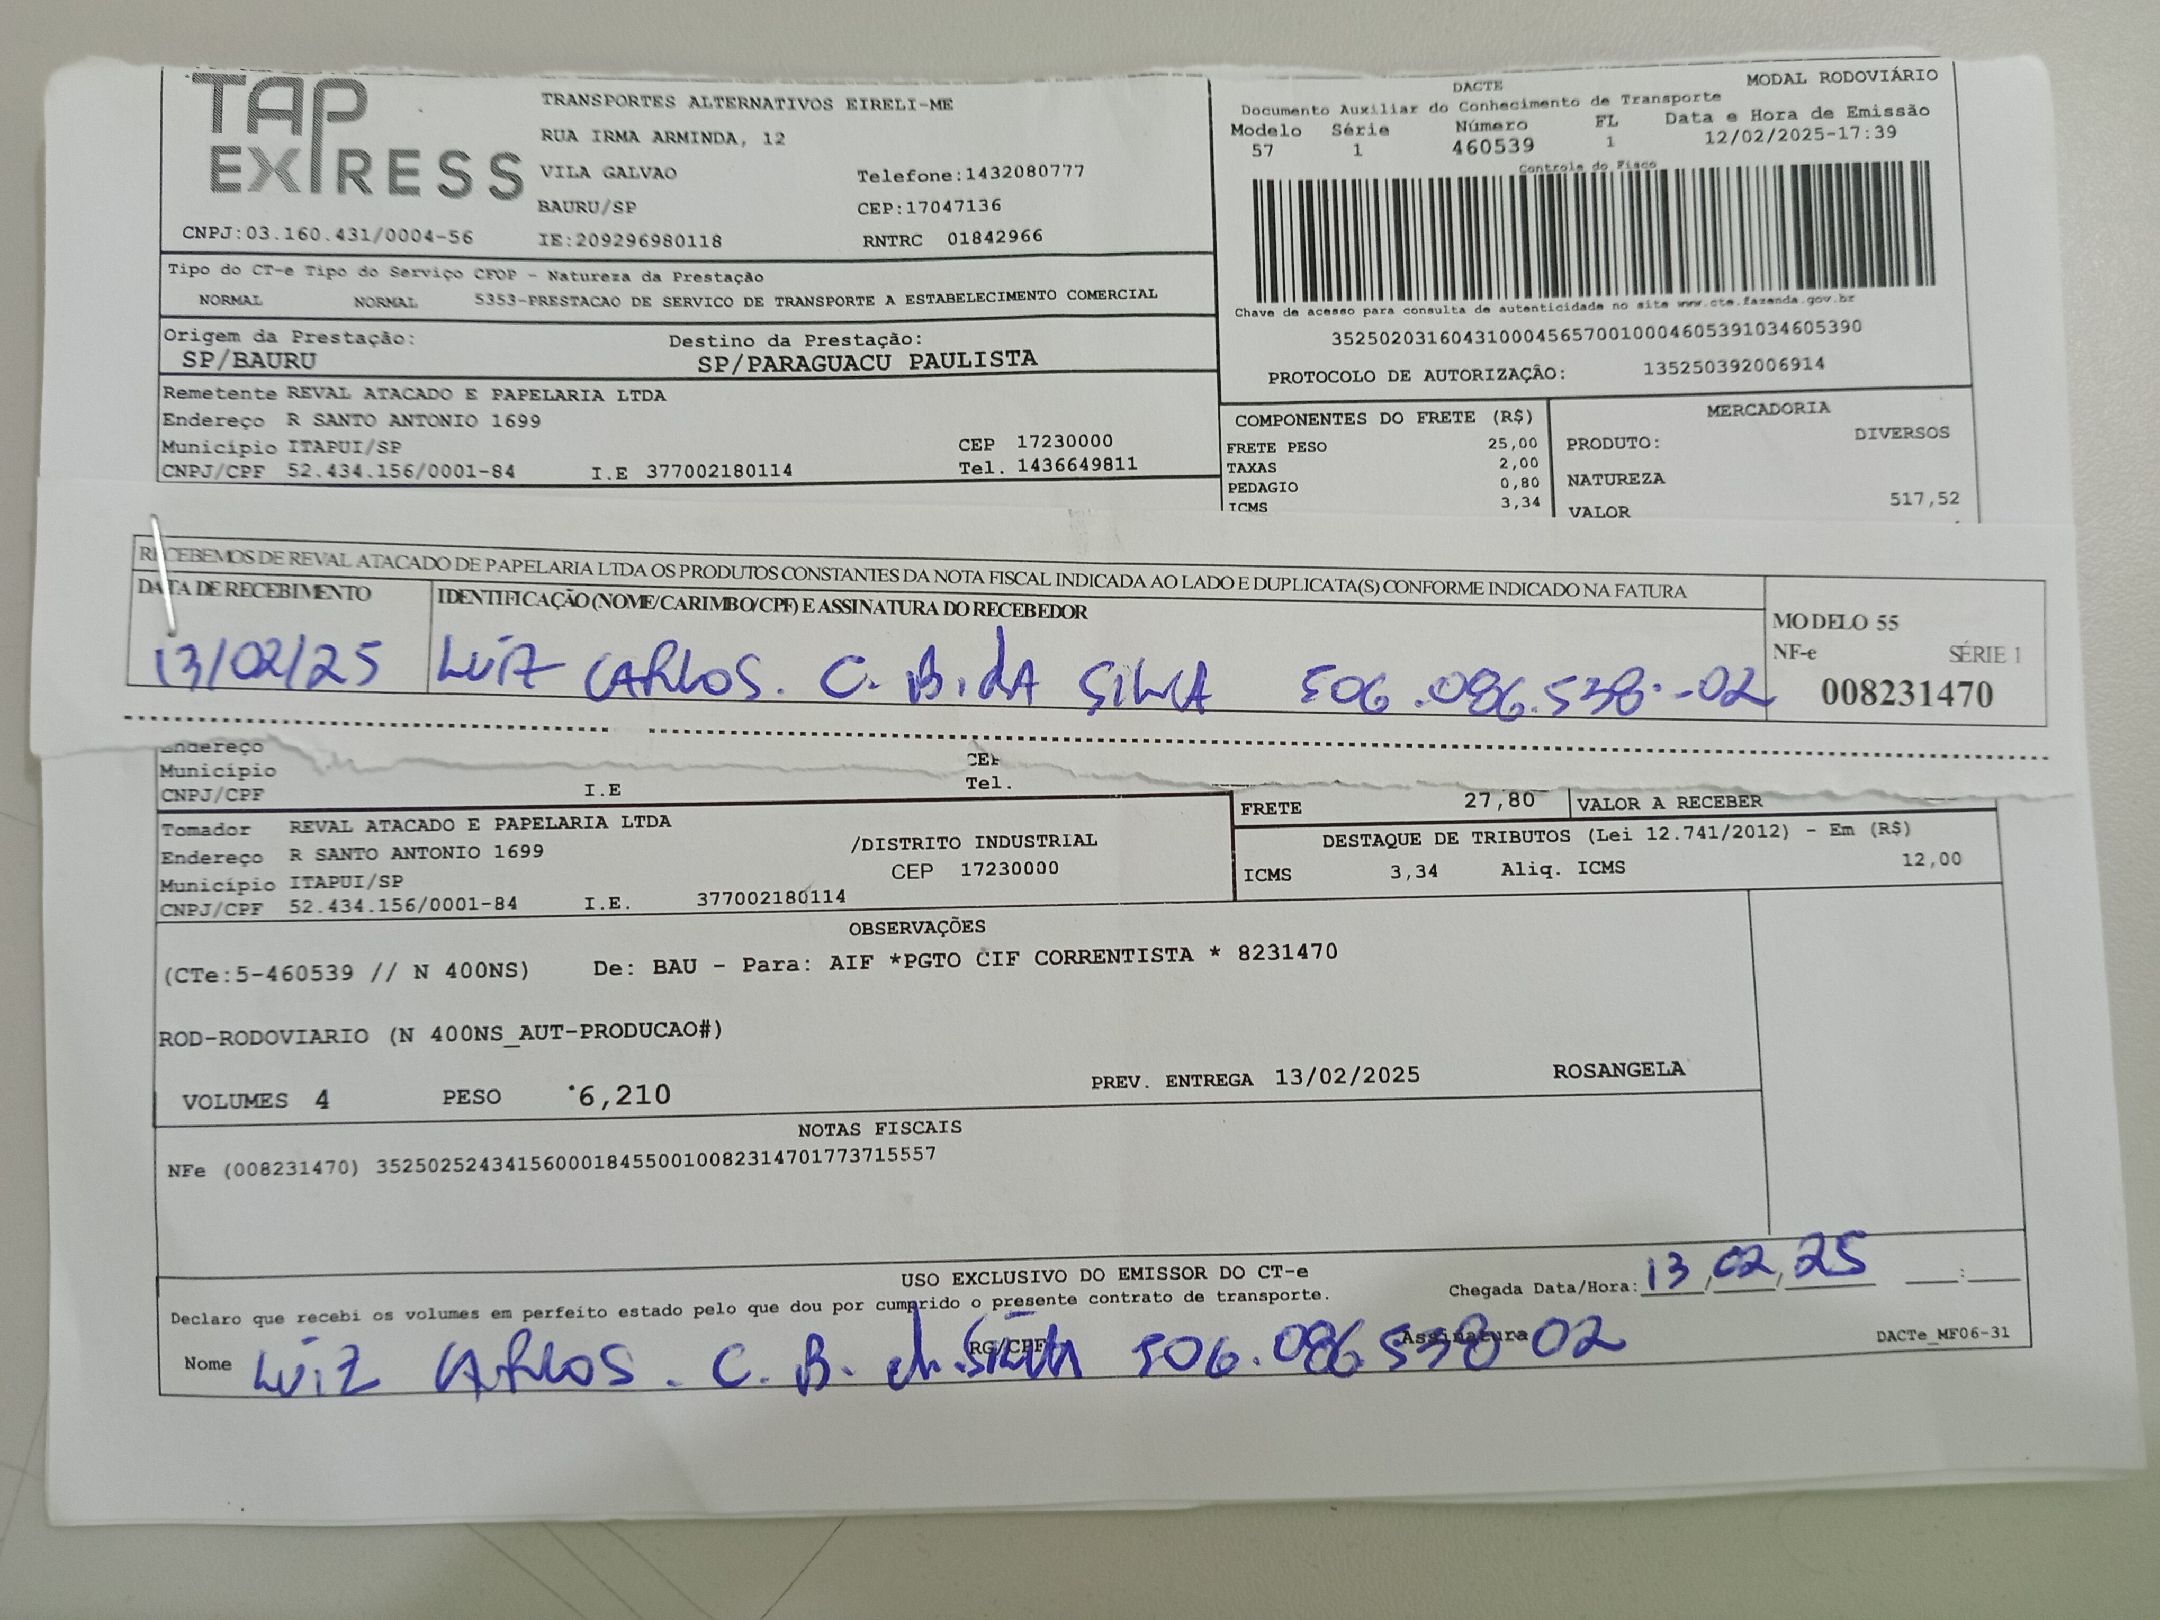 TAP
EXPRESS
TRANSPORTES ALTERNATIVOS EIRELI-ME
RUA IRMA ARMINDA, 12
VILA GALVAO Telefone:1432080777
BAURU/SP CEP:17047136
CNPJ:03.160.431/0004-56 IE:209296980118 RNTRC 01842966
DACTE MODAL RODOVIÁRIO
Documento Auxiliar do Conhecimento de Transporte
Modelo Série Número FL Data e Hora de Emissão
57 1 460539 1 12/02/2025-17:39
Controle do Fisco
Chave de acesso para consulta de autenticidade no site www.cte.fazenda.gov.br
35250203160431000456570010004605391034605390
PROTOCOLO DE AUTORIZAÇÃO: 135250392006914
Tipo do CT-e Tipo do Serviço CFOP - Natureza da Prestação
NORMAL NORMAL 5353-PRESTACAO DE SERVICO DE TRANSPORTE A ESTABELECIMENTO COMERCIAL
Origem da Prestação: Destino da Prestação:
SP/BAURU SP/PARAGUACU PAULISTA
Remetente REVAL ATACADO E PAPELARIA LTDA
Endereço R SANTO ANTONIO 1699
Município ITAPUI/SP CEP 17230000
CNPJ/CPF 52.434.156/0001-84 I.E 377002180114 Tel. 1436649811
COMPONENTES DO FRETE (R$)
FRETE PESO 25,00
TAXAS 2,00
PEDAGIO 0,80
ICMS 3,34
MERCADORIA
PRODUTO: DIVERSOS
NATUREZA
VALOR 517,52
RECEBEMOS DE REVAL ATACADO DE PAPELARIA LTDA OS PRODUTOS CONSTANTES DA NOTA FISCAL INDICADA AO LADO E DUPLICATA(S) CONFORME INDICADO NA FATURA
DATA DE RECEBIMENTO IDENTIFICAÇÃO (NOME/CARIMBO/CPF) E ASSINATURA DO RECEBEDOR
13/02/25 LUIZ CARLOS. C. B. DA SILVA 506.086.538-02
MODELO 55
NF-e SÉRIE 1
008231470
Endereço
Município CEP
CNPJ/CPF I.E Tel.
FRETE 27,80 VALOR A RECEBER
Tomador REVAL ATACADO E PAPELARIA LTDA
Endereço R SANTO ANTONIO 1699 /DISTRITO INDUSTRIAL
Município ITAPUI/SP CEP 17230000
CNPJ/CPF 52.434.156/0001-84 I.E. 377002180114
DESTAQUE DE TRIBUTOS (Lei 12.741/2012) - Em (R$)
ICMS 3,34 Aliq. ICMS 12,00
OBSERVAÇÕES
(CTe:5-460539 // N 400NS) De: BAU - Para: AIF *PGTO CIF CORRENTISTA * 8231470
ROD-RODOVIARIO (N 400NS_AUT-PRODUCAO#)
VOLUMES 4 PESO 6,210 PREV. ENTREGA 13/02/2025 ROSANGELA
NOTAS FISCAIS
NFe (008231470) 35250252434156000184550010082314701773715557
USO EXCLUSIVO DO EMISSOR DO CT-e
Chegada Data/Hora: 13/02/25 __:__
Declaro que recebi os volumes em perfeito estado pelo que dou por cumprido o presente contrato de transporte.
Nome RG/CPF Assinatura DACTe_MF06-31
LUIZ CARLOS. C. B. da SILVA 506.086.538-02